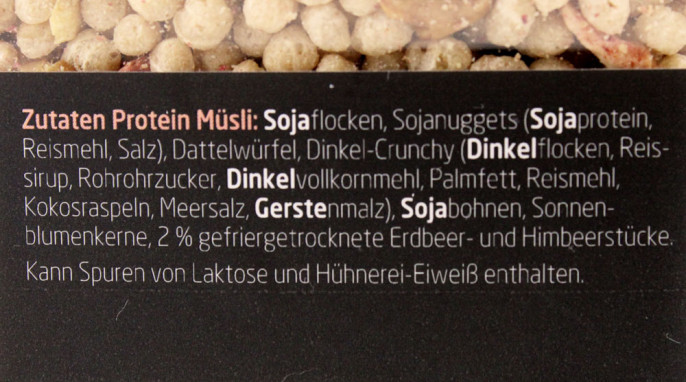 Zutaten Protein Müsli: Sojaflocken, Sojanuggets (Sojaprotein,
Reismehl, Salz), Dattelwürfel, Dinkel-Crunchy (Dinkelflocken, Reis-
sirup, Rohrohrzucker, Dinkelvollkornmehl, Palmfett, Reismehl,
Kokosraspeln, Meersalz, Gerstenmalz), Sojabohnen, Sonnen-
blumenkerne, 2 % gefriergetrocknete Erdbeer- und Himbeerstücke.
Kann Spuren von Laktose und Hühnerei-Eiweiß enthalten.